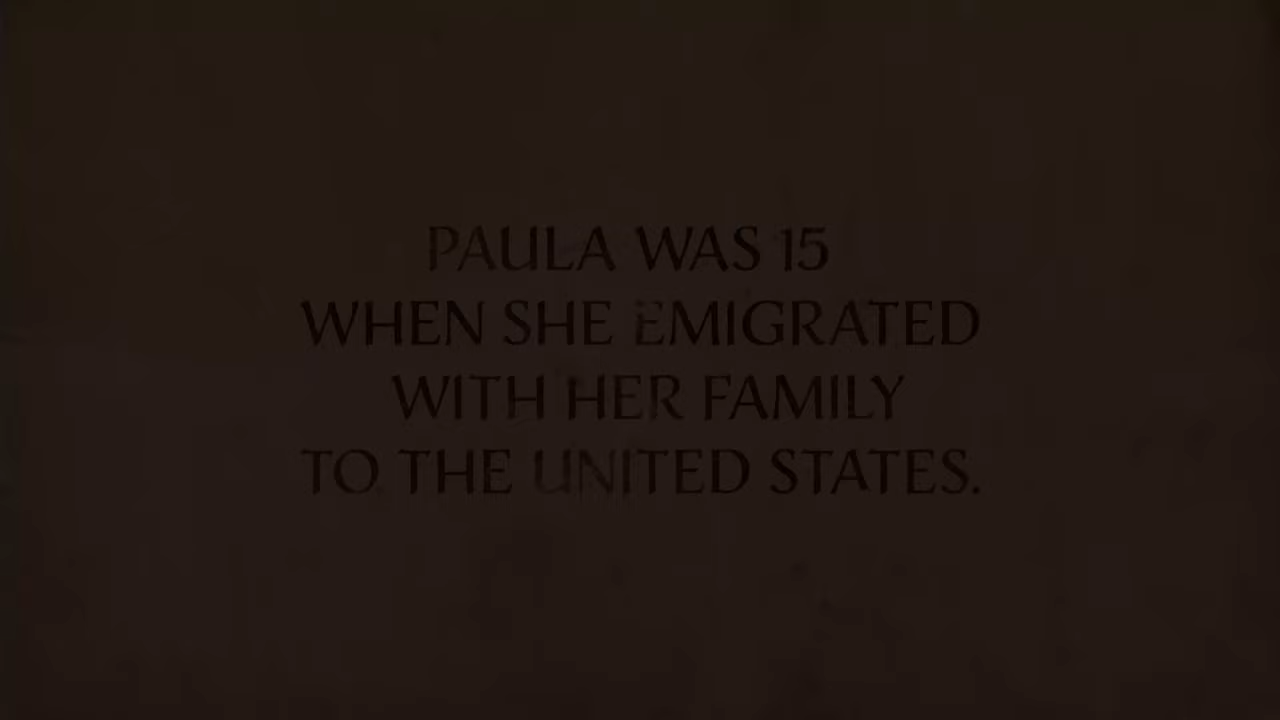 PAULA WAS 15
WHEN SHE EMIGRATED
WITH HER FAMILY
TO THE UNITED STATES.